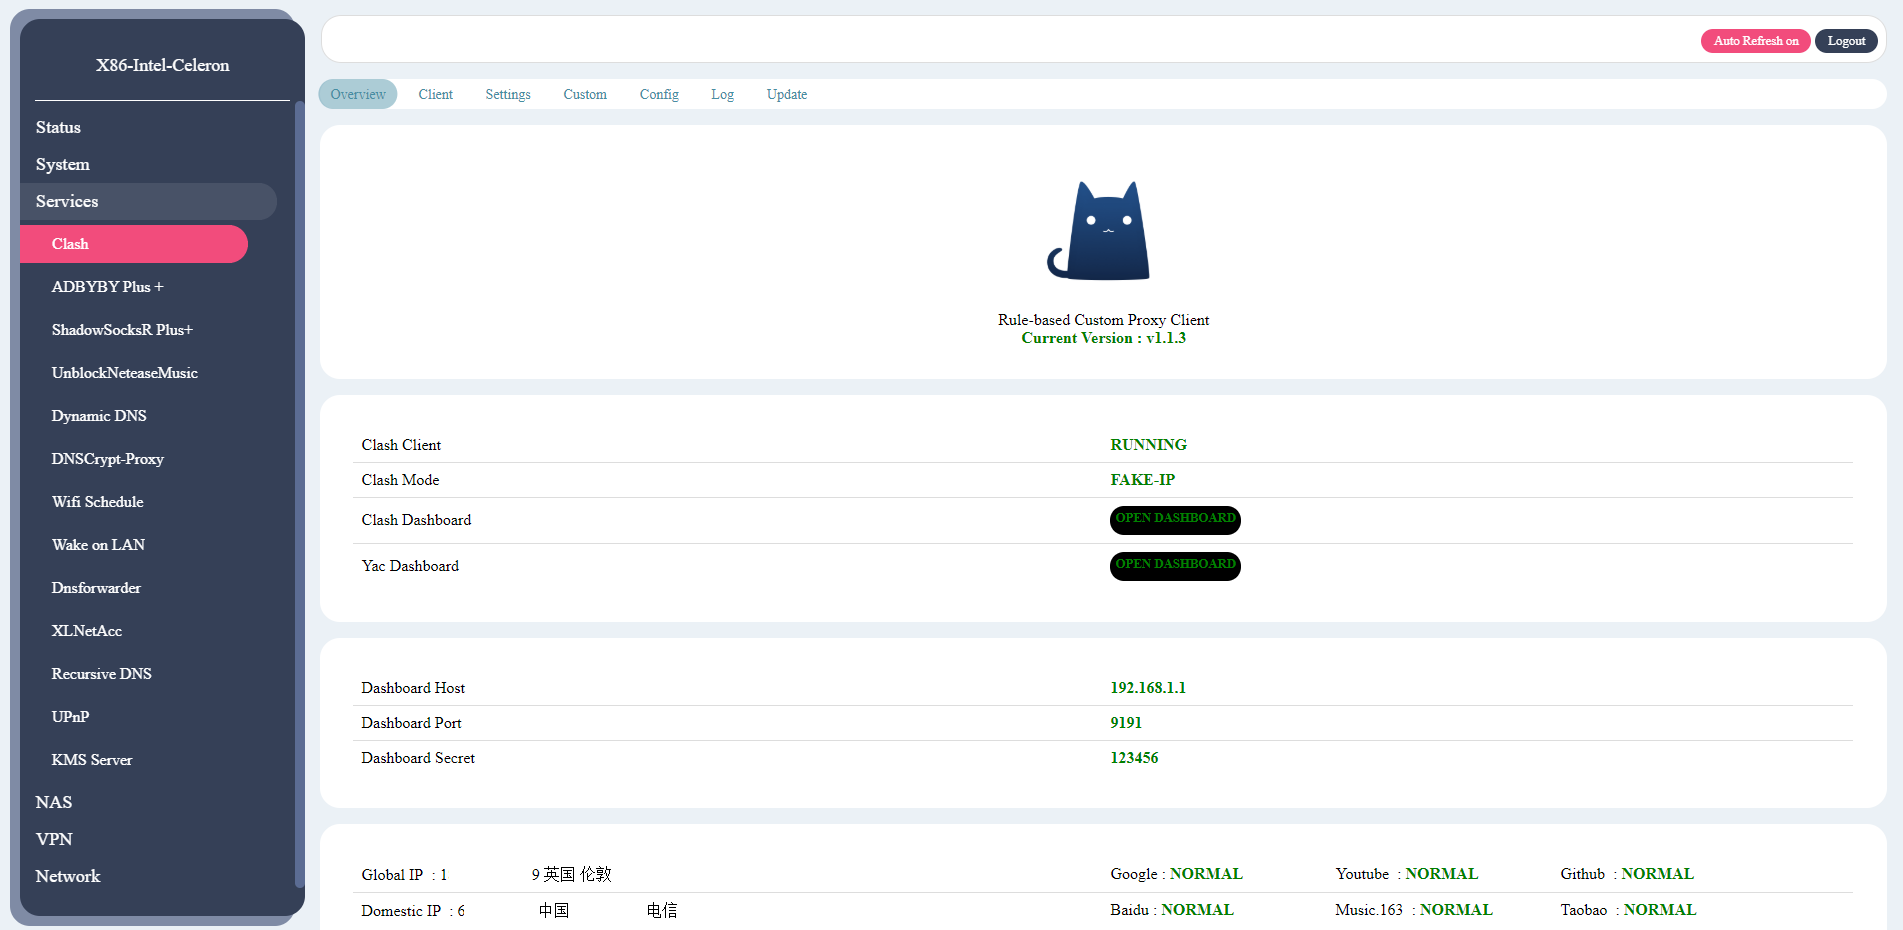 X86-Intel-Celeron
Status
System
Services
Clash
ADBYBY Plus +
ShadowSocksR Plus+
UnblockNeteaseMusic
Dynamic DNS
DNSCrypt-Proxy
Wifi Schedule
Wake on LAN
Dnsforwarder
XLNetAcc
Recursive DNS
UPnP
KMS Server
NAS
VPN
Network
Auto Refresh on Logout
Overview Client Settings Custom Config Log Update
Rule-based Custom Proxy Client
Current Version : v1.1.3
Clash Client RUNNING
Clash Mode FAKE-IP
Clash Dashboard OPEN DASHBOARD
Yac Dashboard OPEN DASHBOARD
Dashboard Host 192.168.1.1
Dashboard Port 9191
Dashboard Secret 123456
Global IP : 1 9 英国 伦敦 Google : NORMAL Youtube : NORMAL Github : NORMAL
Domestic IP : 6 中国 电信 Baidu : NORMAL Music.163 : NORMAL Taobao : NORMAL